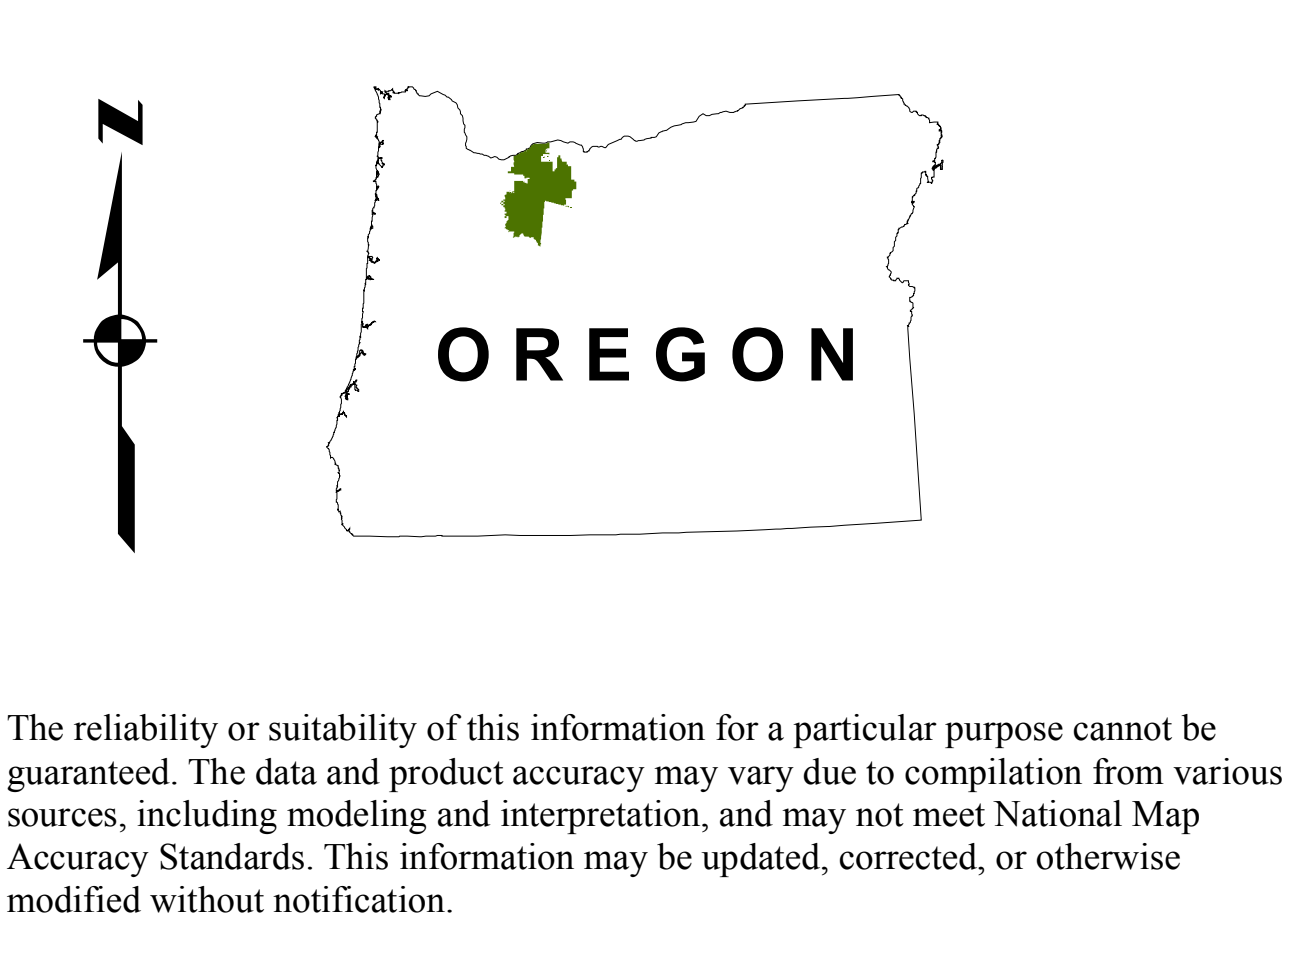 N
OREGON
The reliability or suitability of this information for a particular purpose cannot be
guaranteed. The data and product accuracy may vary due to compilation from various
sources, including modeling and interpretation, and may not meet National Map
Accuracy Standards. This information may be updated, corrected, or otherwise
modified without notification.